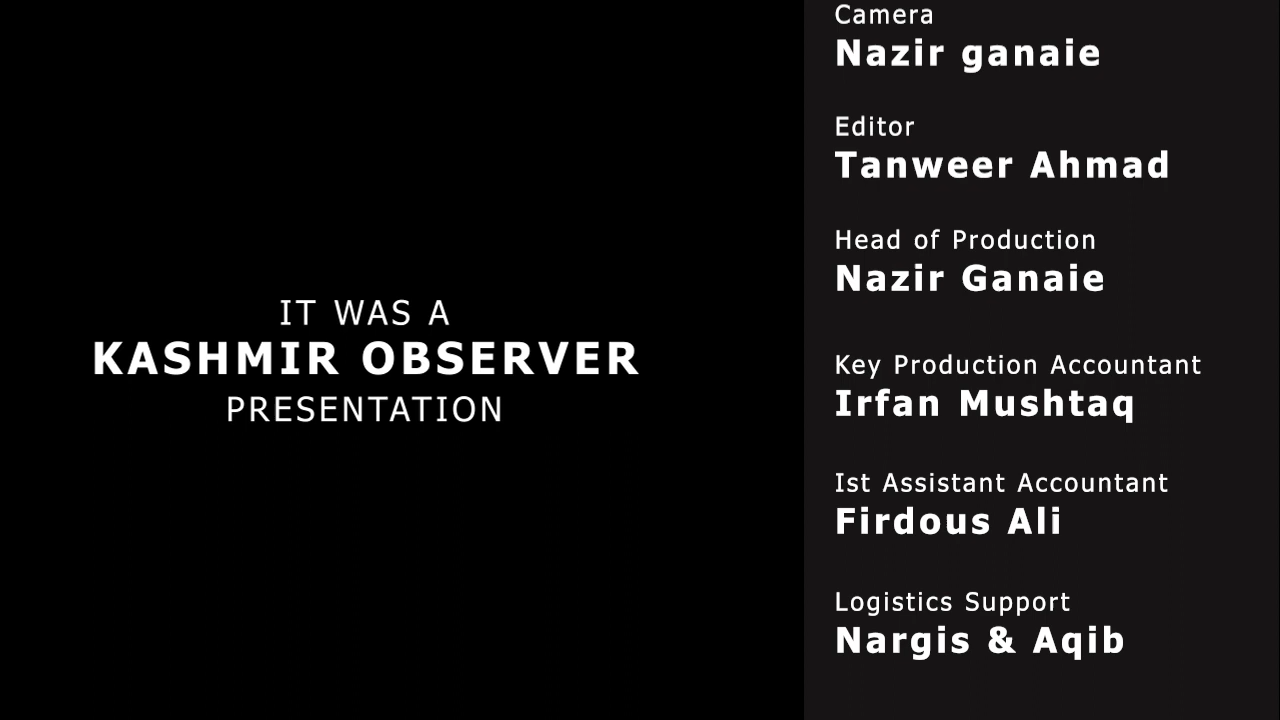 IT WAS A
KASHMIR OBSERVER
PRESENTATION
Camera
Nazir ganaie
Editor
Tanweer Ahmad
Head of Production
Nazir Ganaie
Key Production Accountant
Irfan Mushtaq
Ist Assistant Accountant
Firdous Ali
Logistics Support
Nargis & Aqib